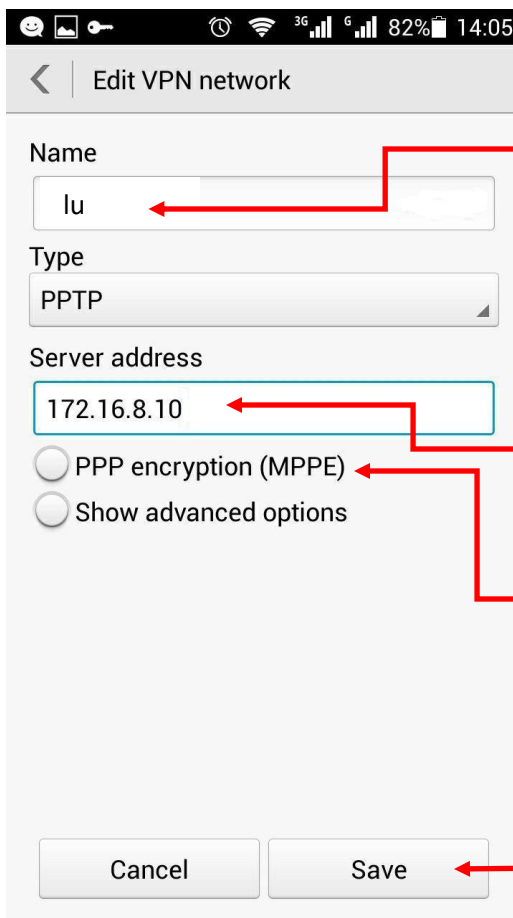 3G G 82% 14:05
Edit VPN network
Name
lu
Type
PPTP
Server address
172.16.8.10
PPP encryption (MPPE)
Show advanced options
Cancel Save